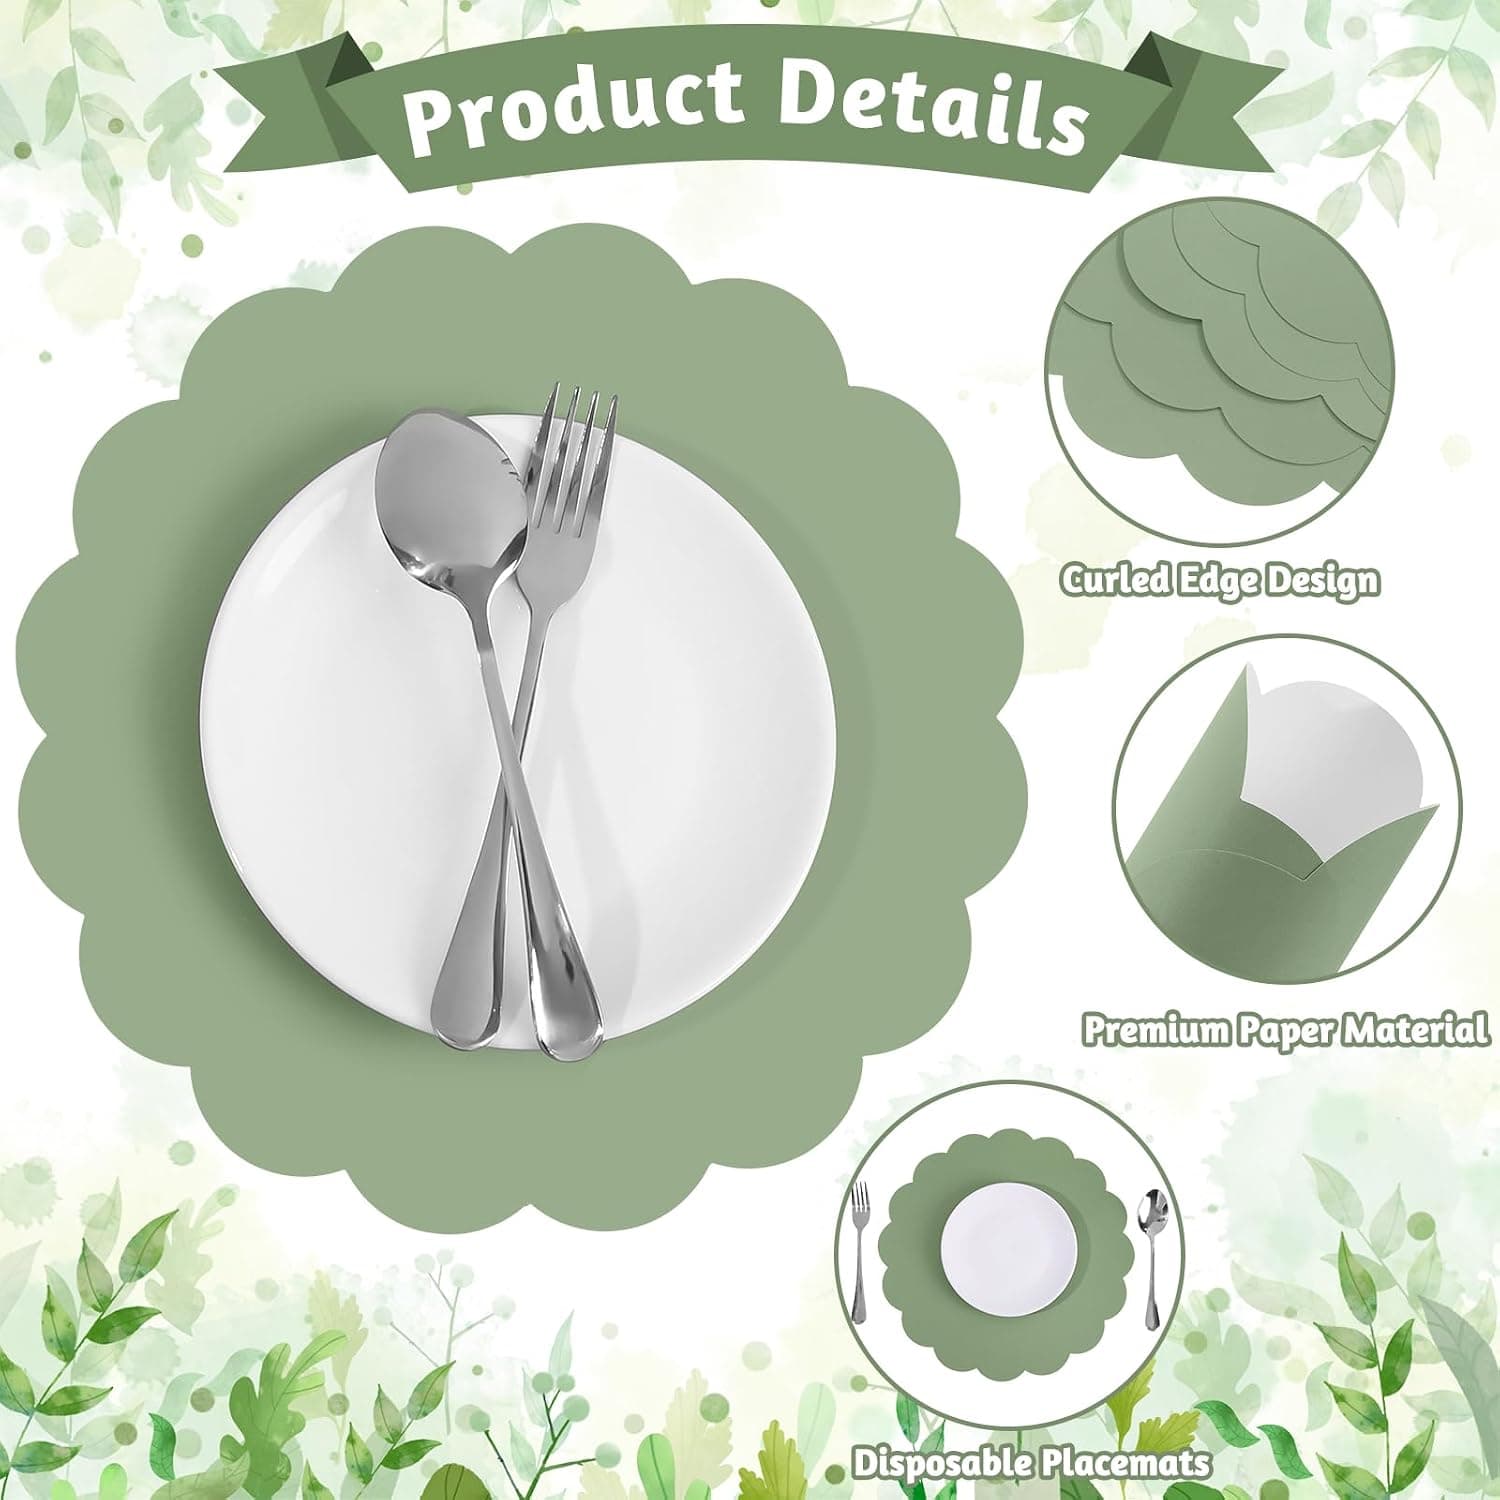 Product Details
Curled Edge Design
Premium Paper Material
Disposable Placemats